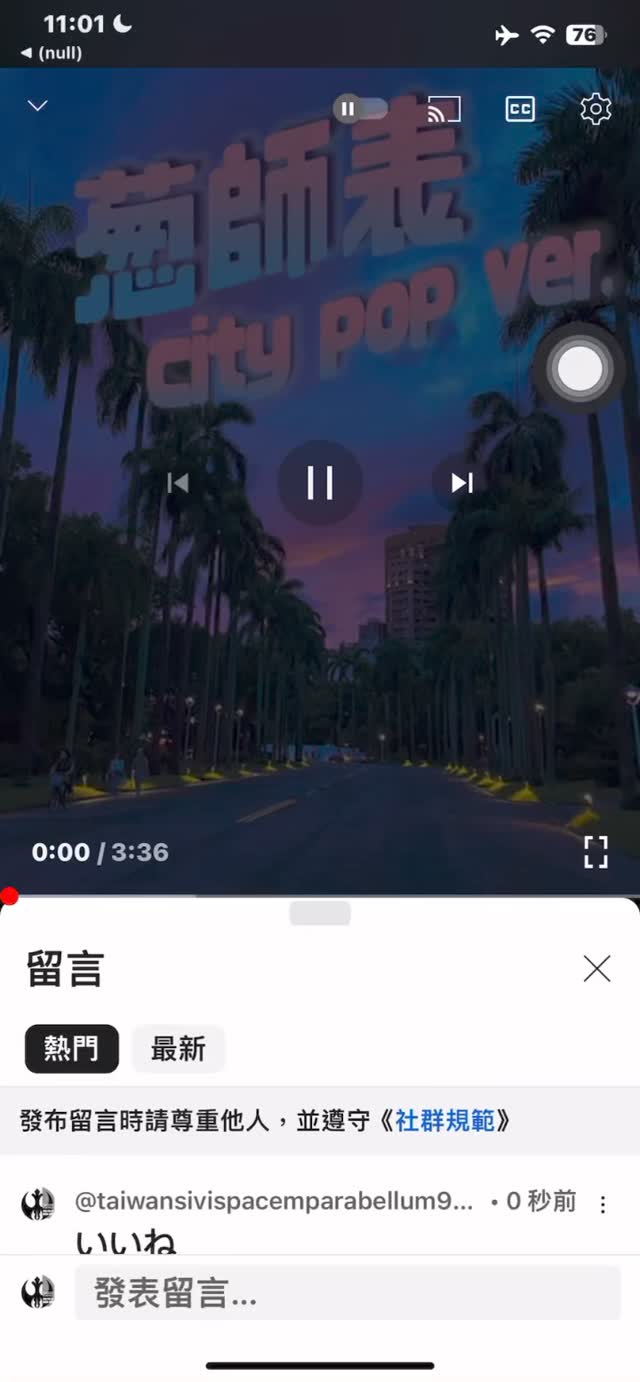 11:01
◀ (null)
76
CC
蔥師表
city pop ver.
0:00 / 3:36
留言
熱門
最新
發布留言時請尊重他人，並遵守《社群規範》
@taiwansivispacemparabellum9... • 0 秒前
いいね
發表留言...